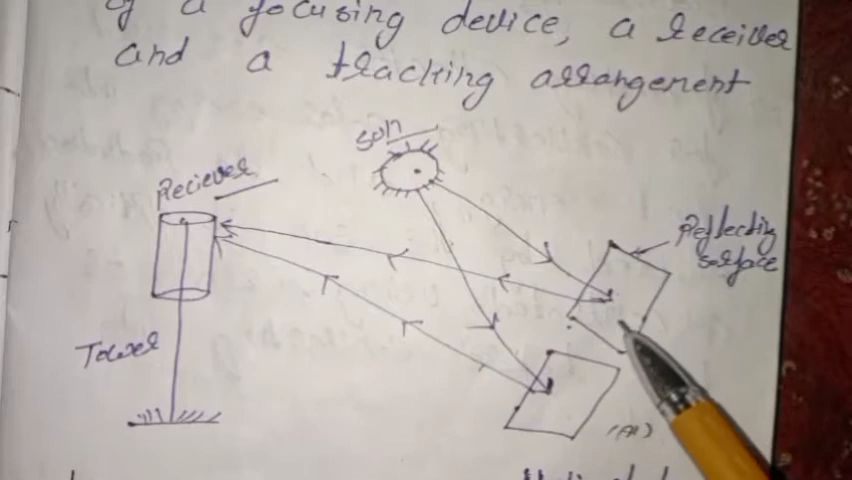 of a focusing device, a receiver
and a tracking arrangement
Sun
Reciever
Reflecting
surface
Tower